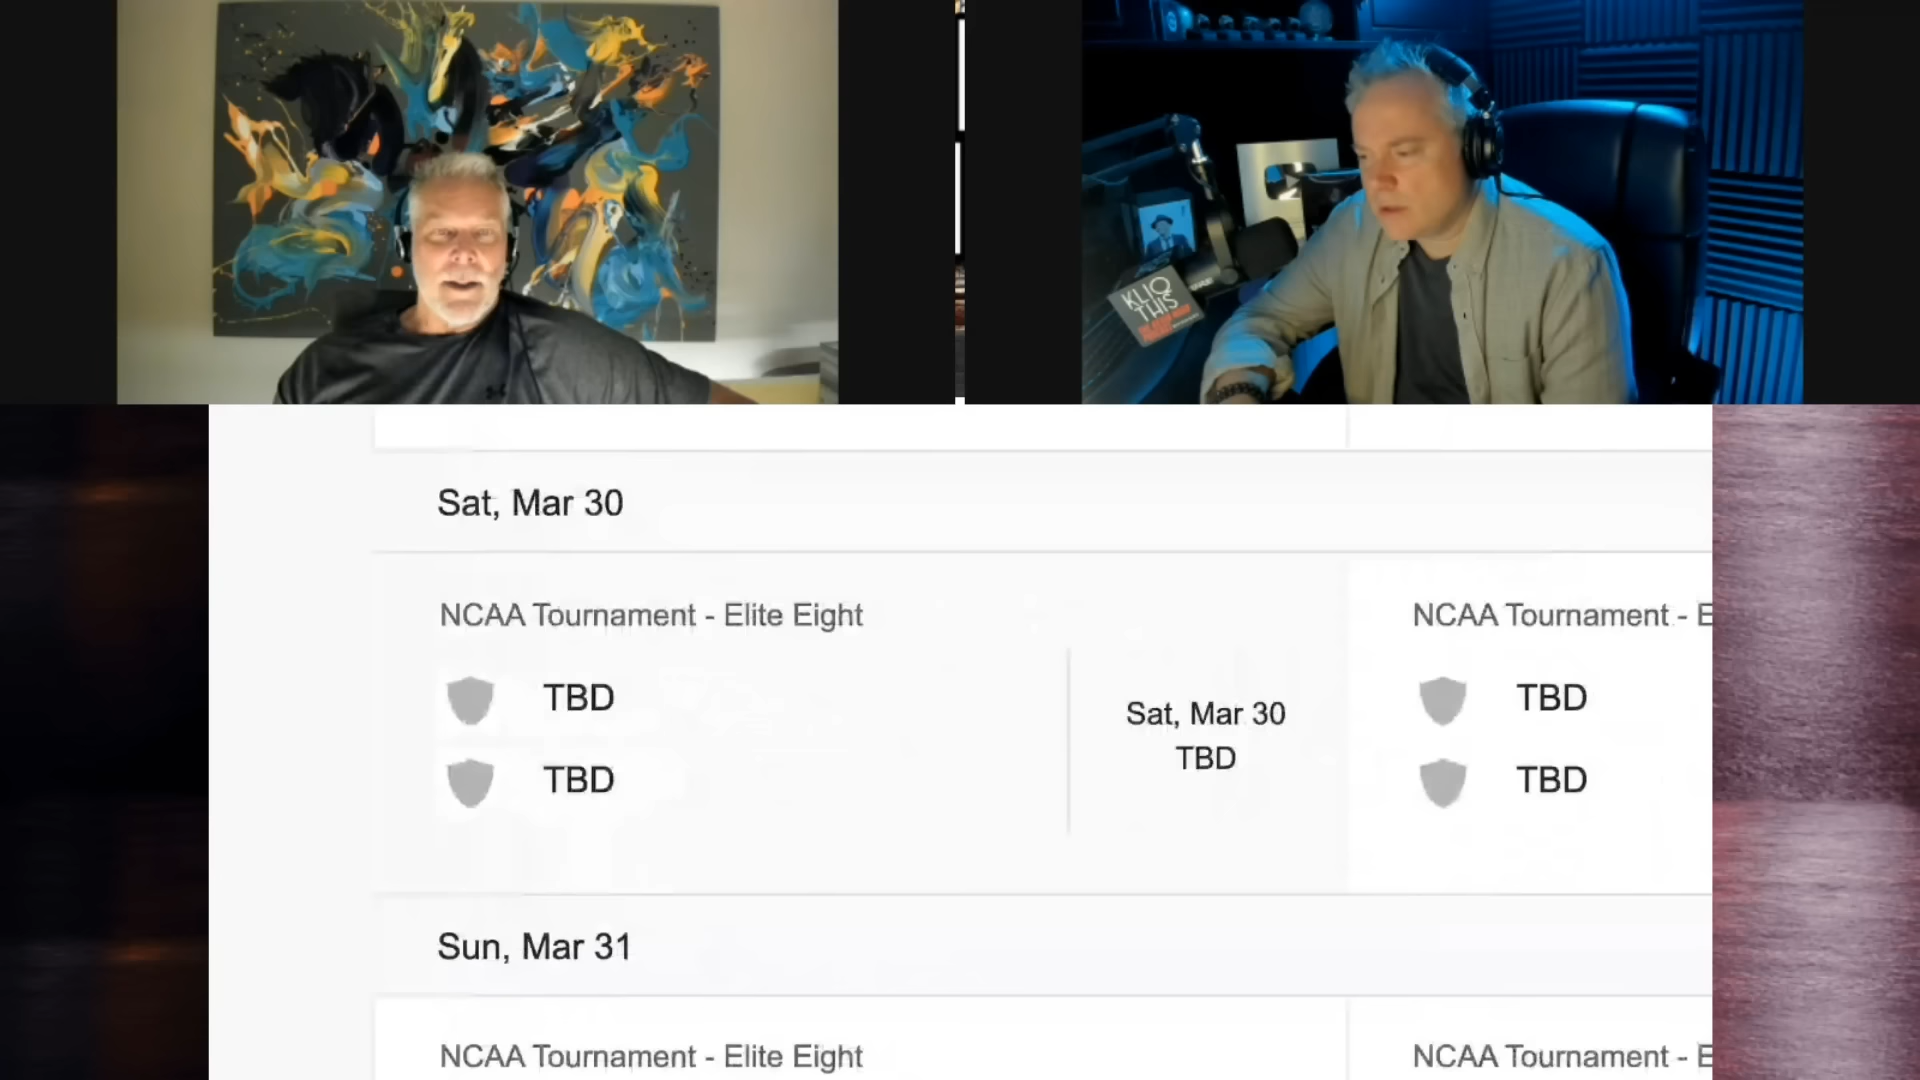 KLIQ
THIS
Sat, Mar 30
NCAA Tournament - Elite Eight
NCAA Tournament - E
TBD
TBD
Sat, Mar 30
TBD
TBD
TBD
Sun, Mar 31
NCAA Tournament - Elite Eight
NCAA Tournament - E